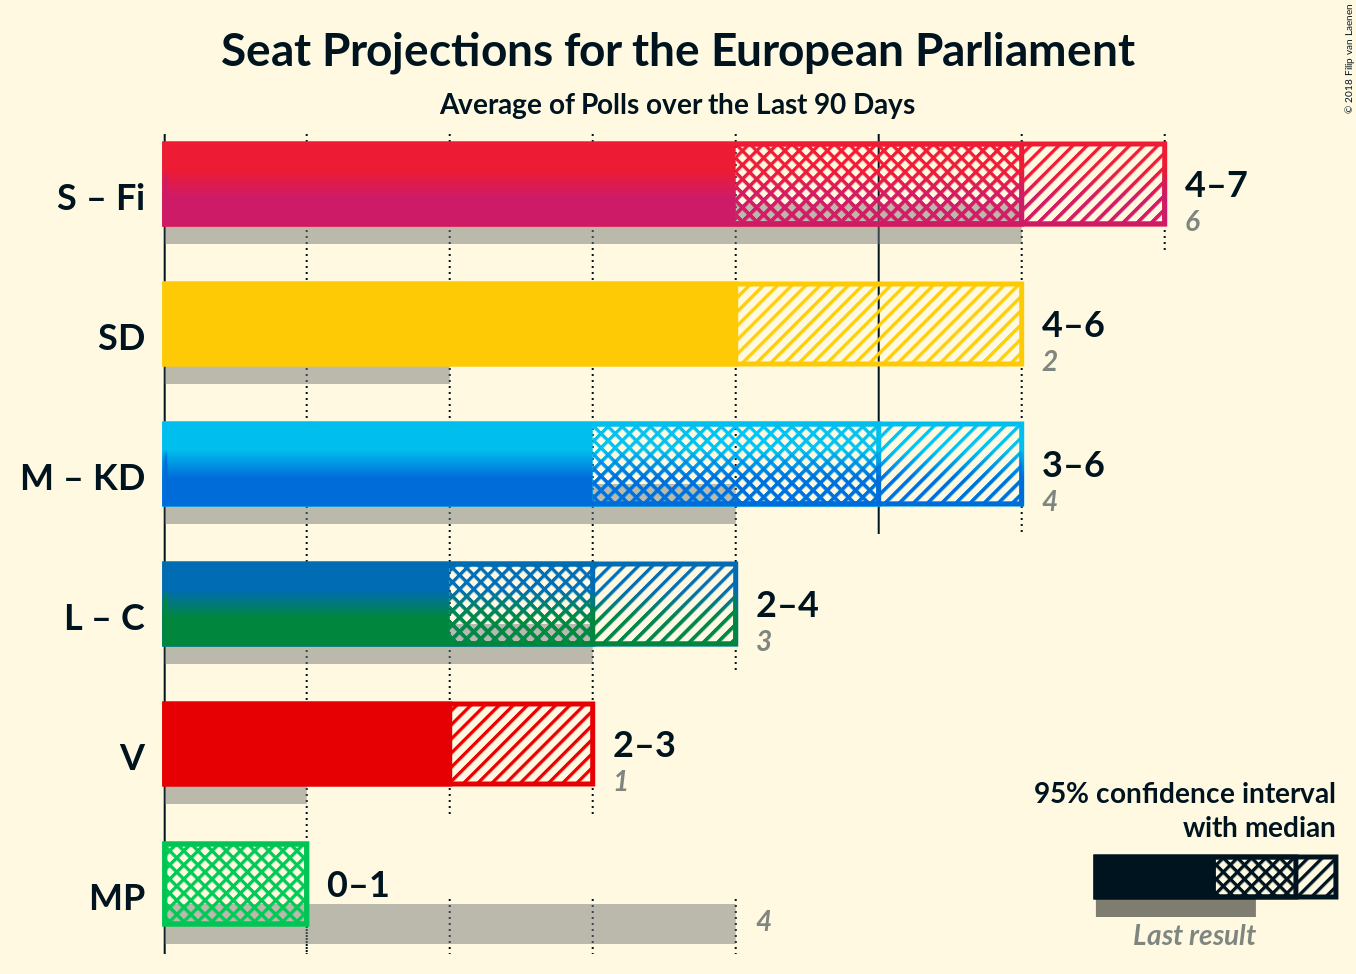 © 2018 Filip van Laenen
Seat Projections for the European Parliament
Average of Polls over the Last 90 Days
S – Fi
4–7
6
SD
4–6
2
M – KD
3–6
4
L – C
2–4
3
V
2–3
1
MP
0–1
4
95% confidence interval
with median
Last result